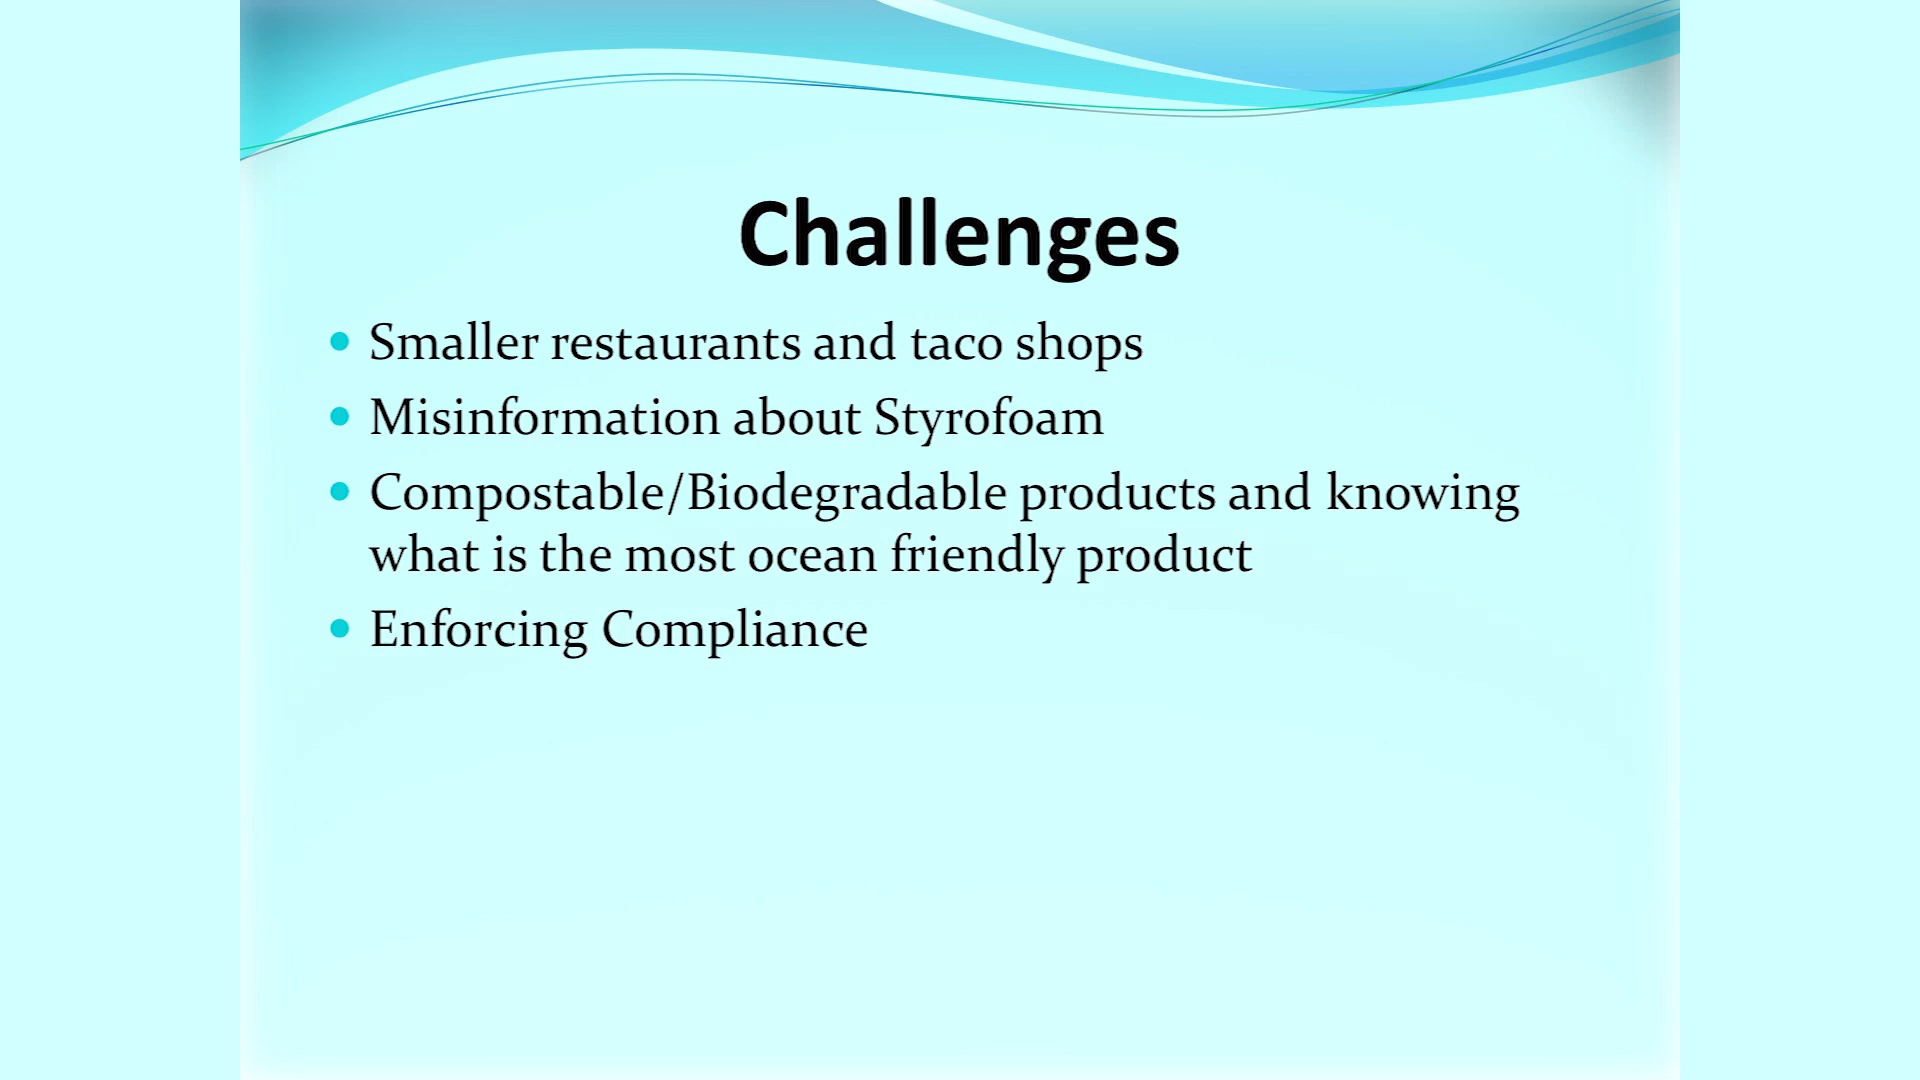 Challenges
Smaller restaurants and taco shops
Misinformation about Styrofoam
Compostable/Biodegradable products and knowing
what is the most ocean friendly product
Enforcing Compliance